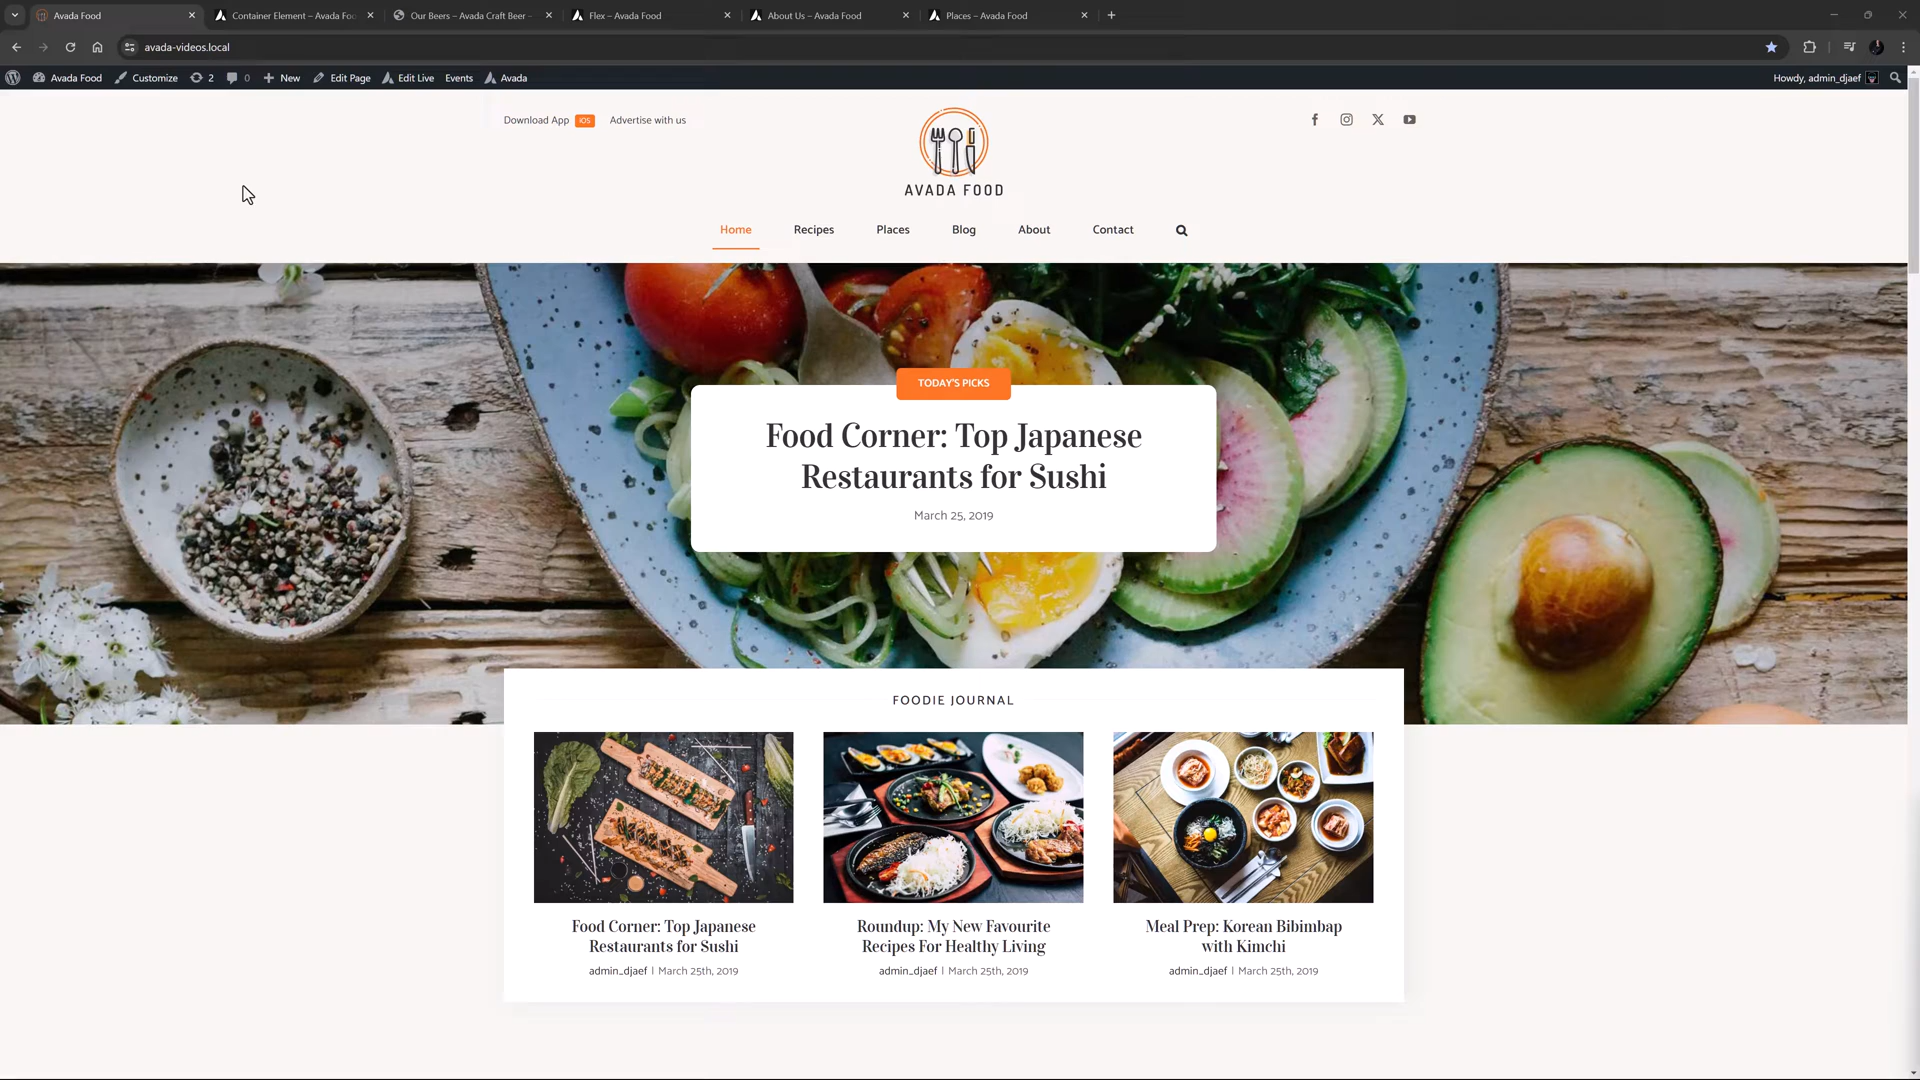 Avada Food
Container Element – Avada Foo
Our Beers – Avada Craft Beer –
Flex – Avada Food
About Us – Avada Food
Places – Avada Food
avada-videos.local
Avada Food
Customize
2
0
New
Edit Page
Edit Live
Events
Avada
Howdy, admin_djaef
Download App
iOS
Advertise with us
AVADA FOOD
Home
Recipes
Places
Blog
About
Contact
TODAY'S PICKS
Food Corner: Top Japanese
Restaurants for Sushi
March 25, 2019
FOODIE JOURNAL
Food Corner: Top Japanese
Restaurants for Sushi
admin_djaef | March 25th, 2019
Roundup: My New Favourite
Recipes For Healthy Living
admin_djaef | March 25th, 2019
Meal Prep: Korean Bibimbap
with Kimchi
admin_djaef | March 25th, 2019